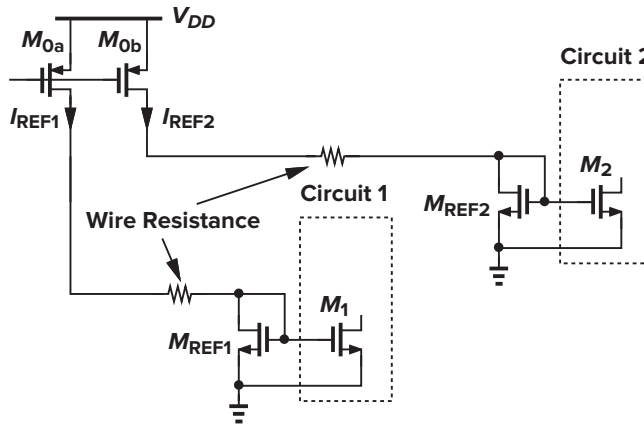 V_DD
M_0a
M_0b
I_REF1
I_REF2
Circuit 2
Circuit 1
M_2
M_REF2
Wire Resistance
M_1
M_REF1